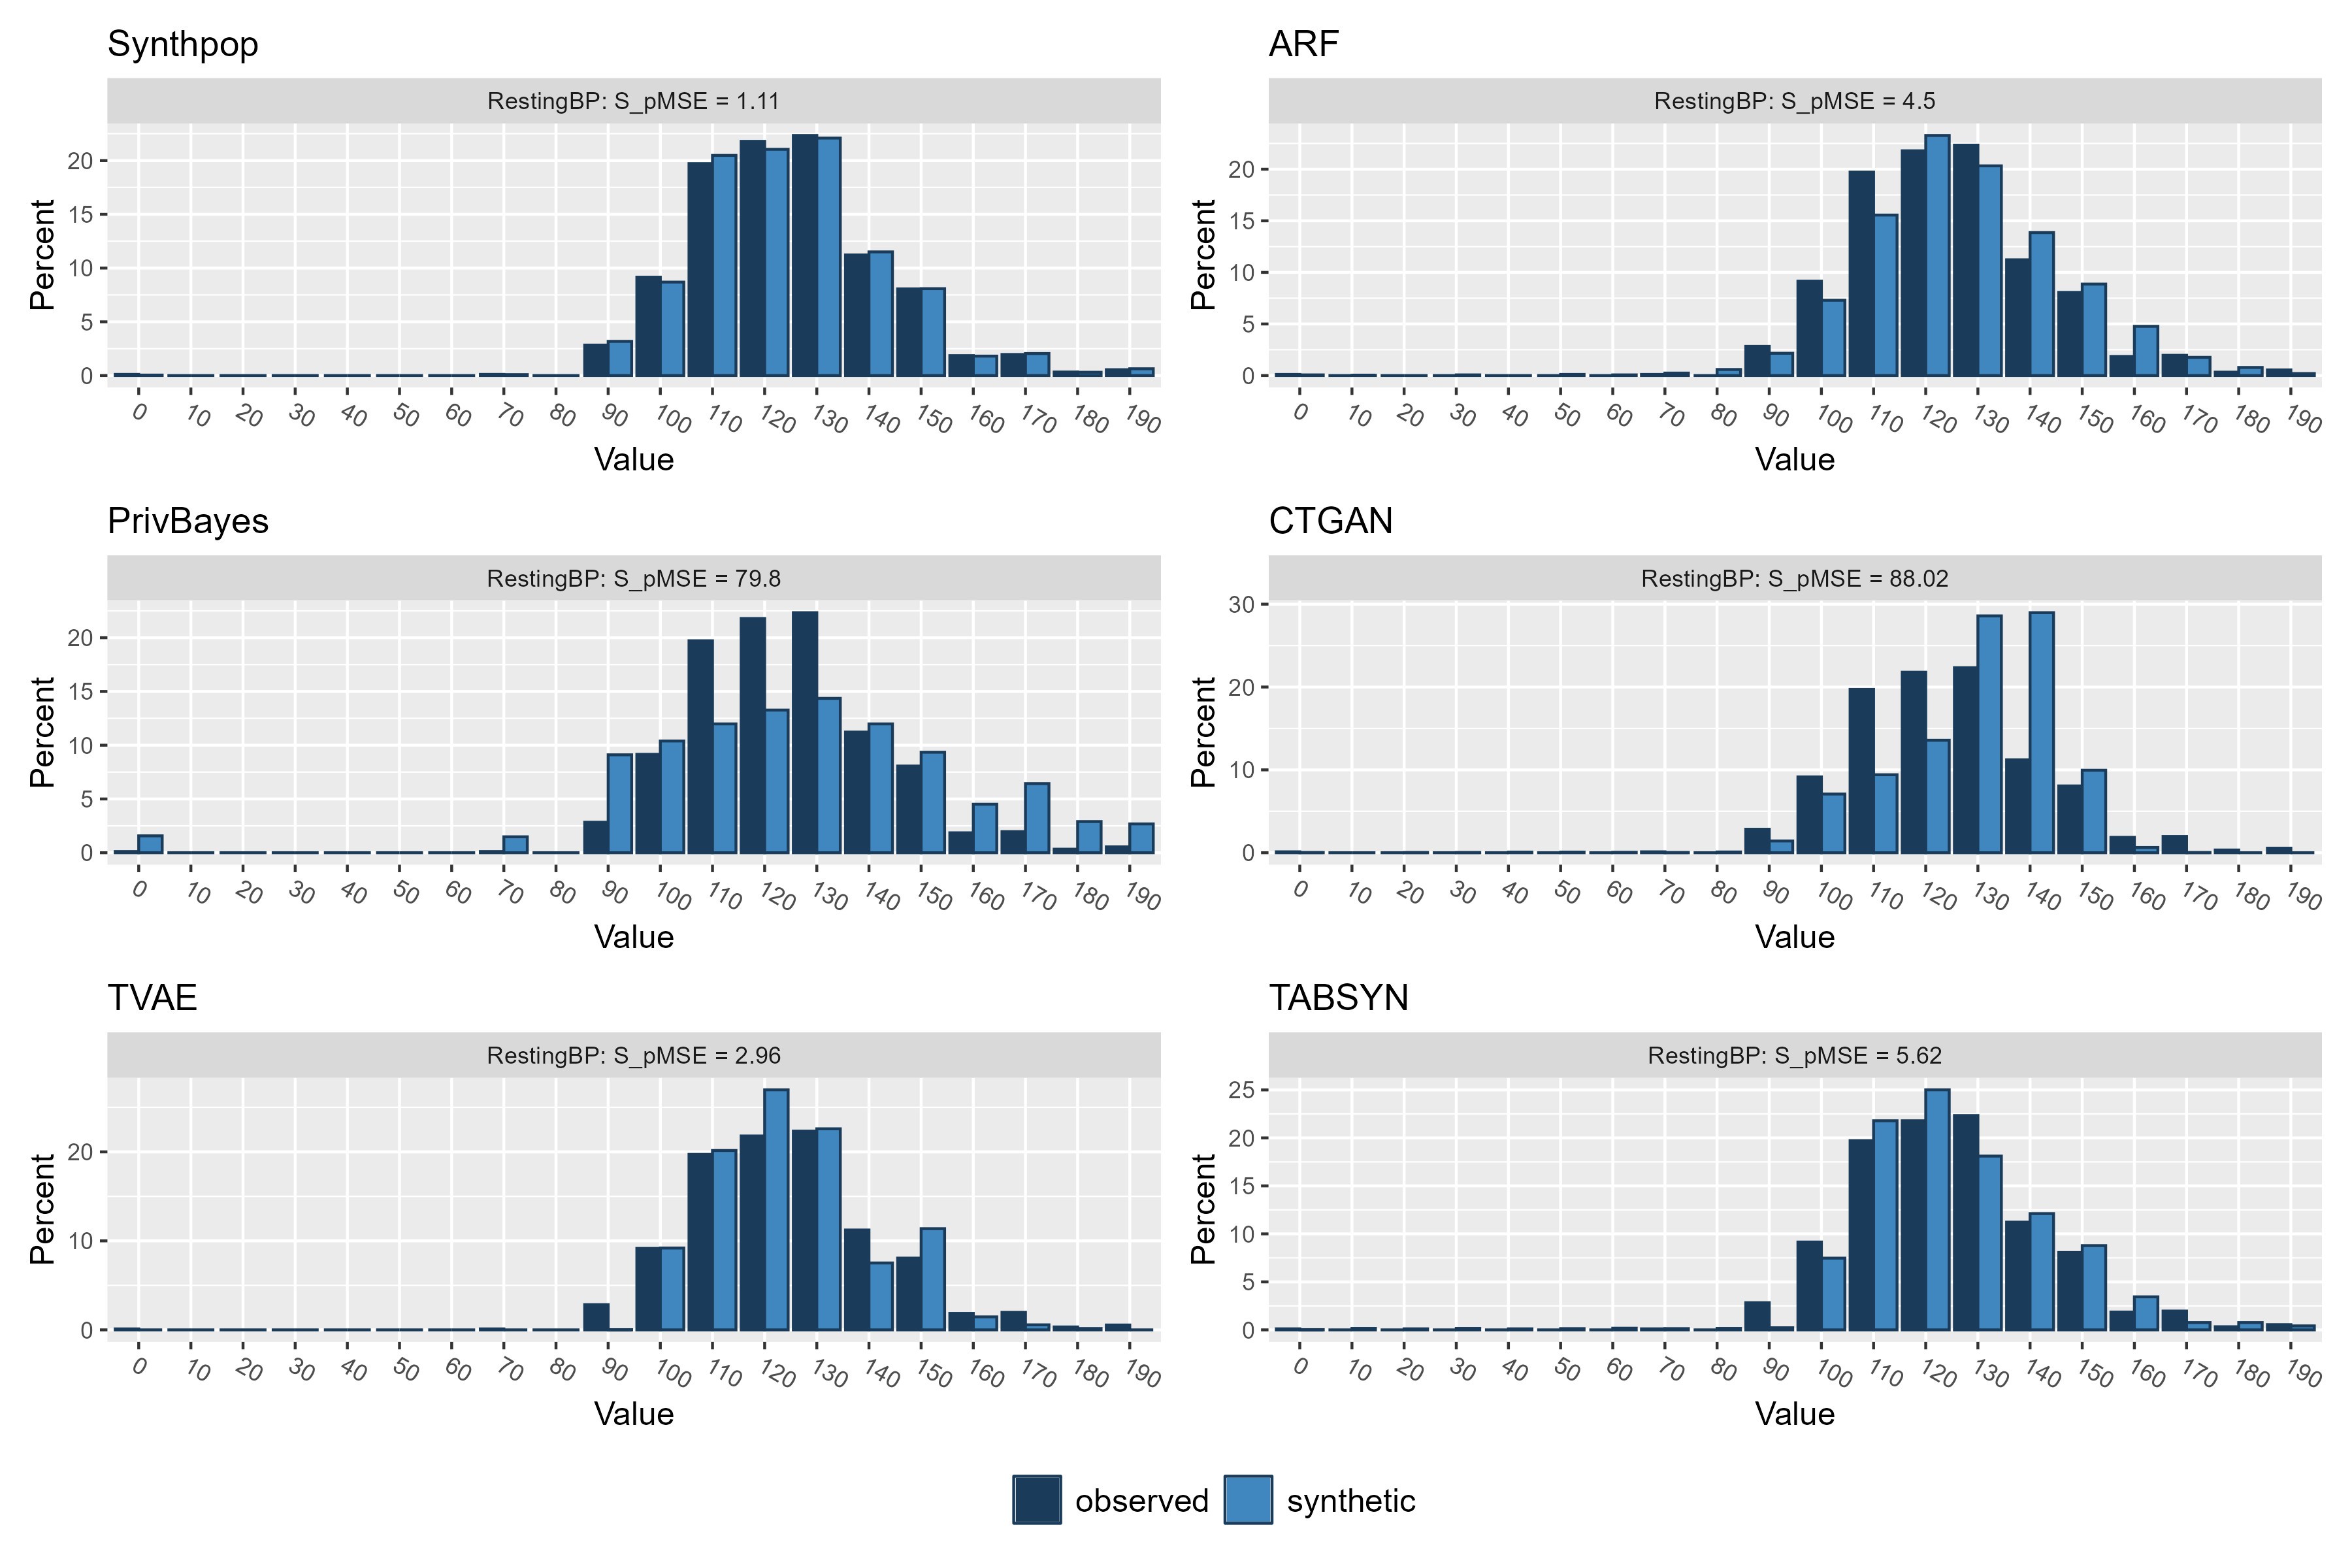 Synthpop
RestingBP: S_pMSE = 1.11
Percent
20
15
10
5
0
0 10 20 30 40 50 60 70 80 90 100 110 120 130 140 150 160 170 180 190
Value
ARF
RestingBP: S_pMSE = 4.5
Percent
20
15
10
5
0
0 10 20 30 40 50 60 70 80 90 100 110 120 130 140 150 160 170 180 190
Value
PrivBayes
RestingBP: S_pMSE = 79.8
Percent
20
15
10
5
0
0 10 20 30 40 50 60 70 80 90 100 110 120 130 140 150 160 170 180 190
Value
CTGAN
RestingBP: S_pMSE = 88.02
Percent
30
20
10
0
0 10 20 30 40 50 60 70 80 90 100 110 120 130 140 150 160 170 180 190
Value
TVAE
RestingBP: S_pMSE = 2.96
Percent
20
10
0
0 10 20 30 40 50 60 70 80 90 100 110 120 130 140 150 160 170 180 190
Value
TABSYN
RestingBP: S_pMSE = 5.62
Percent
25
20
15
10
5
0
0 10 20 30 40 50 60 70 80 90 100 110 120 130 140 150 160 170 180 190
Value
observed synthetic